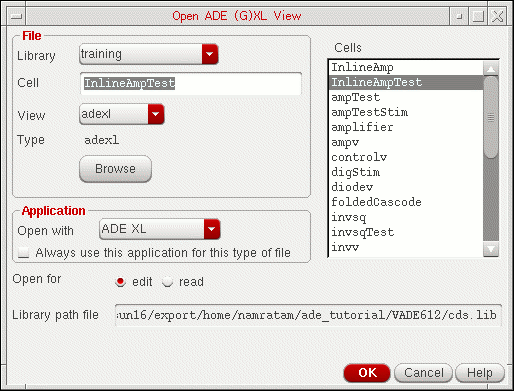 Open ADE (G)XL View
File
Library training
Cell InlineAmpTest
View adexl
Type adexl
Browse
Application
Open with ADE XL
Always use this application for this type of file
Cells
InlineAmp
InlineAmpTest
ampTest
ampTestStim
amplifier
ampv
controlv
digStim
diodev
foldedCascode
invsq
invsqTest
invv
Open for edit read
Library path file un16/export/home/namratam/ade_tutorial/VADE612/cds.lib
OK Cancel Help